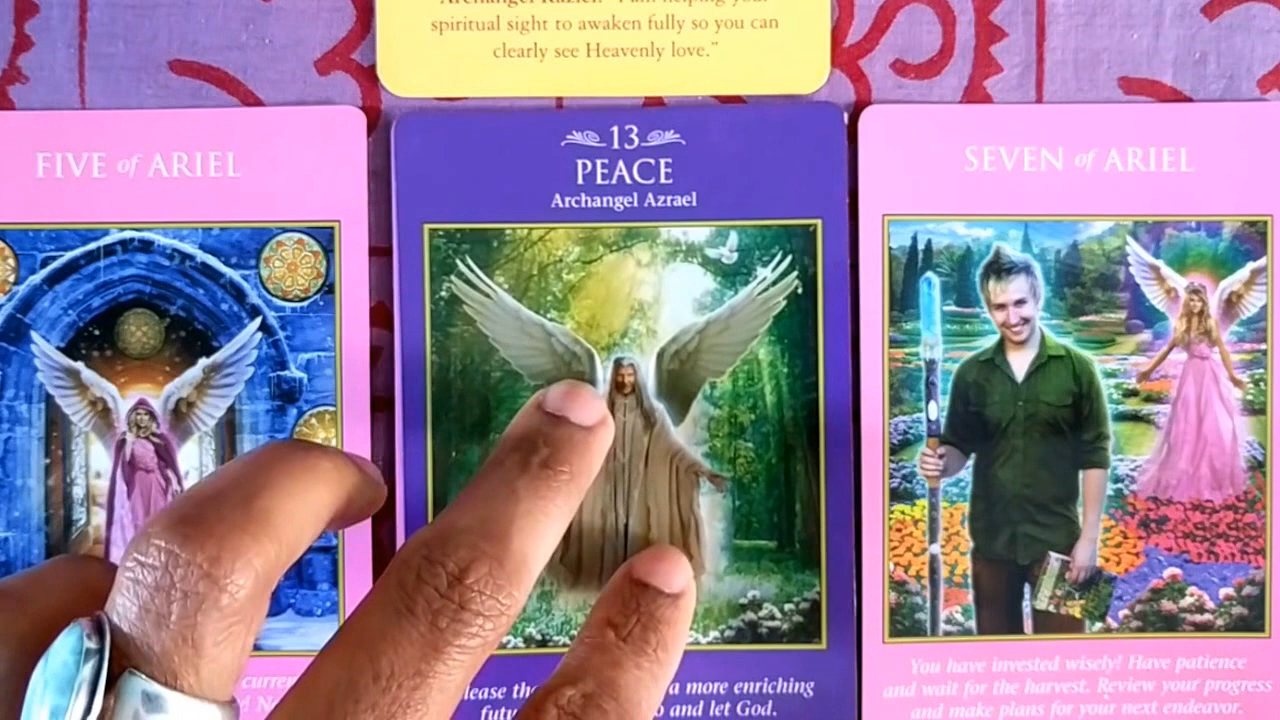 spiritual sight to awaken fully so you can
clearly see Heavenly love.”
FIVE of ARIEL
13
PEACE
Archangel Azrael
SEVEN of ARIEL
You have invested wisely! Have patience
and wait for the harvest. Review your progress
and make plans for your next endeavor.
a more enriching
and let God.